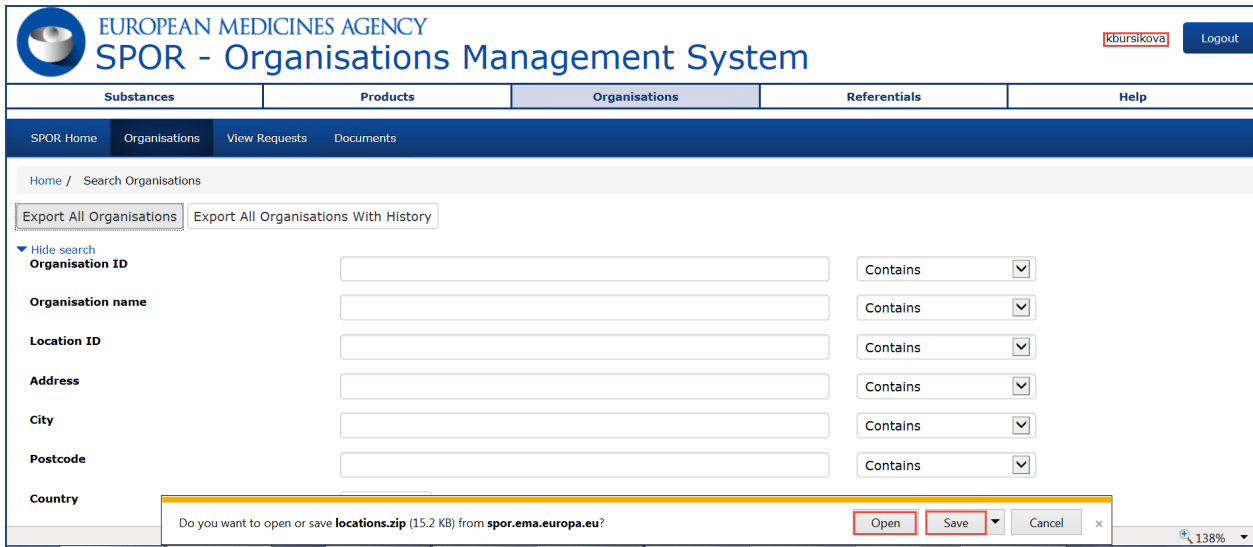 EUROPEAN MEDICINES AGENCY
SPOR - Organisations Management System
kbursikova
Logout
Substances Products Organisations Referentials Help
SPOR Home Organisations View Requests Documents
Home / Search Organisations
Export All Organisations Export All Organisations With History
Hide search
Organisation ID Contains
Organisation name Contains
Location ID Contains
Address Contains
City Contains
Postcode Contains
Country
Do you want to open or save locations.zip (15.2 KB) from spor.ema.europa.eu? Open Save Cancel ×
138%